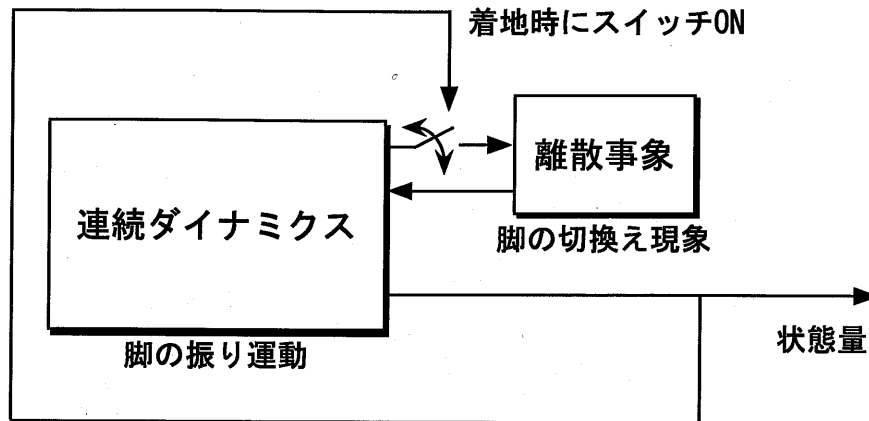 着地時にスイッチON
離散事象
連続ダイナミクス
脚の切換え現象
状態量
脚の振り運動